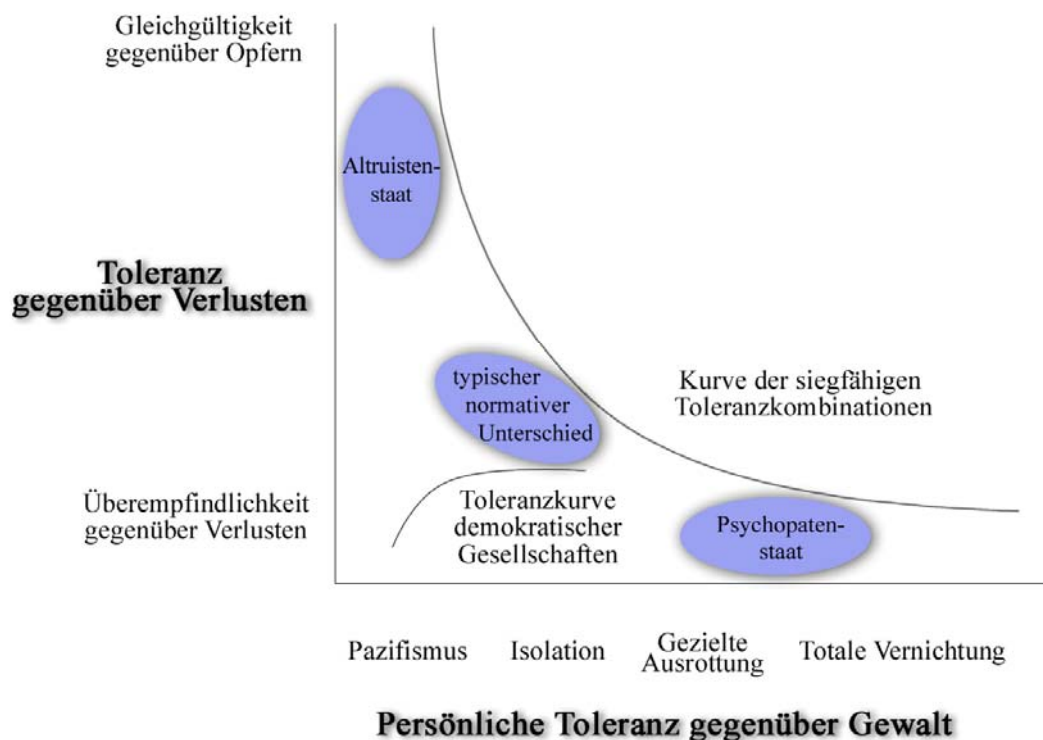 Gleichgültigkeit
gegenüber Opfern
Altruisten-
staat
Toleranz
gegenüber Verlusten
typischer
normativer
Unterschied
Kurve der siegfähigen
Toleranzkombinationen
Überempfindlichkeit
gegenüber Verlusten
Toleranzkurve
demokratischer
Gesellschaften
Psychopaten-
staat
Pazifismus
Isolation
Gezielte
Ausrottung
Totale Vernichtung
Persönliche Toleranz gegenüber Gewalt